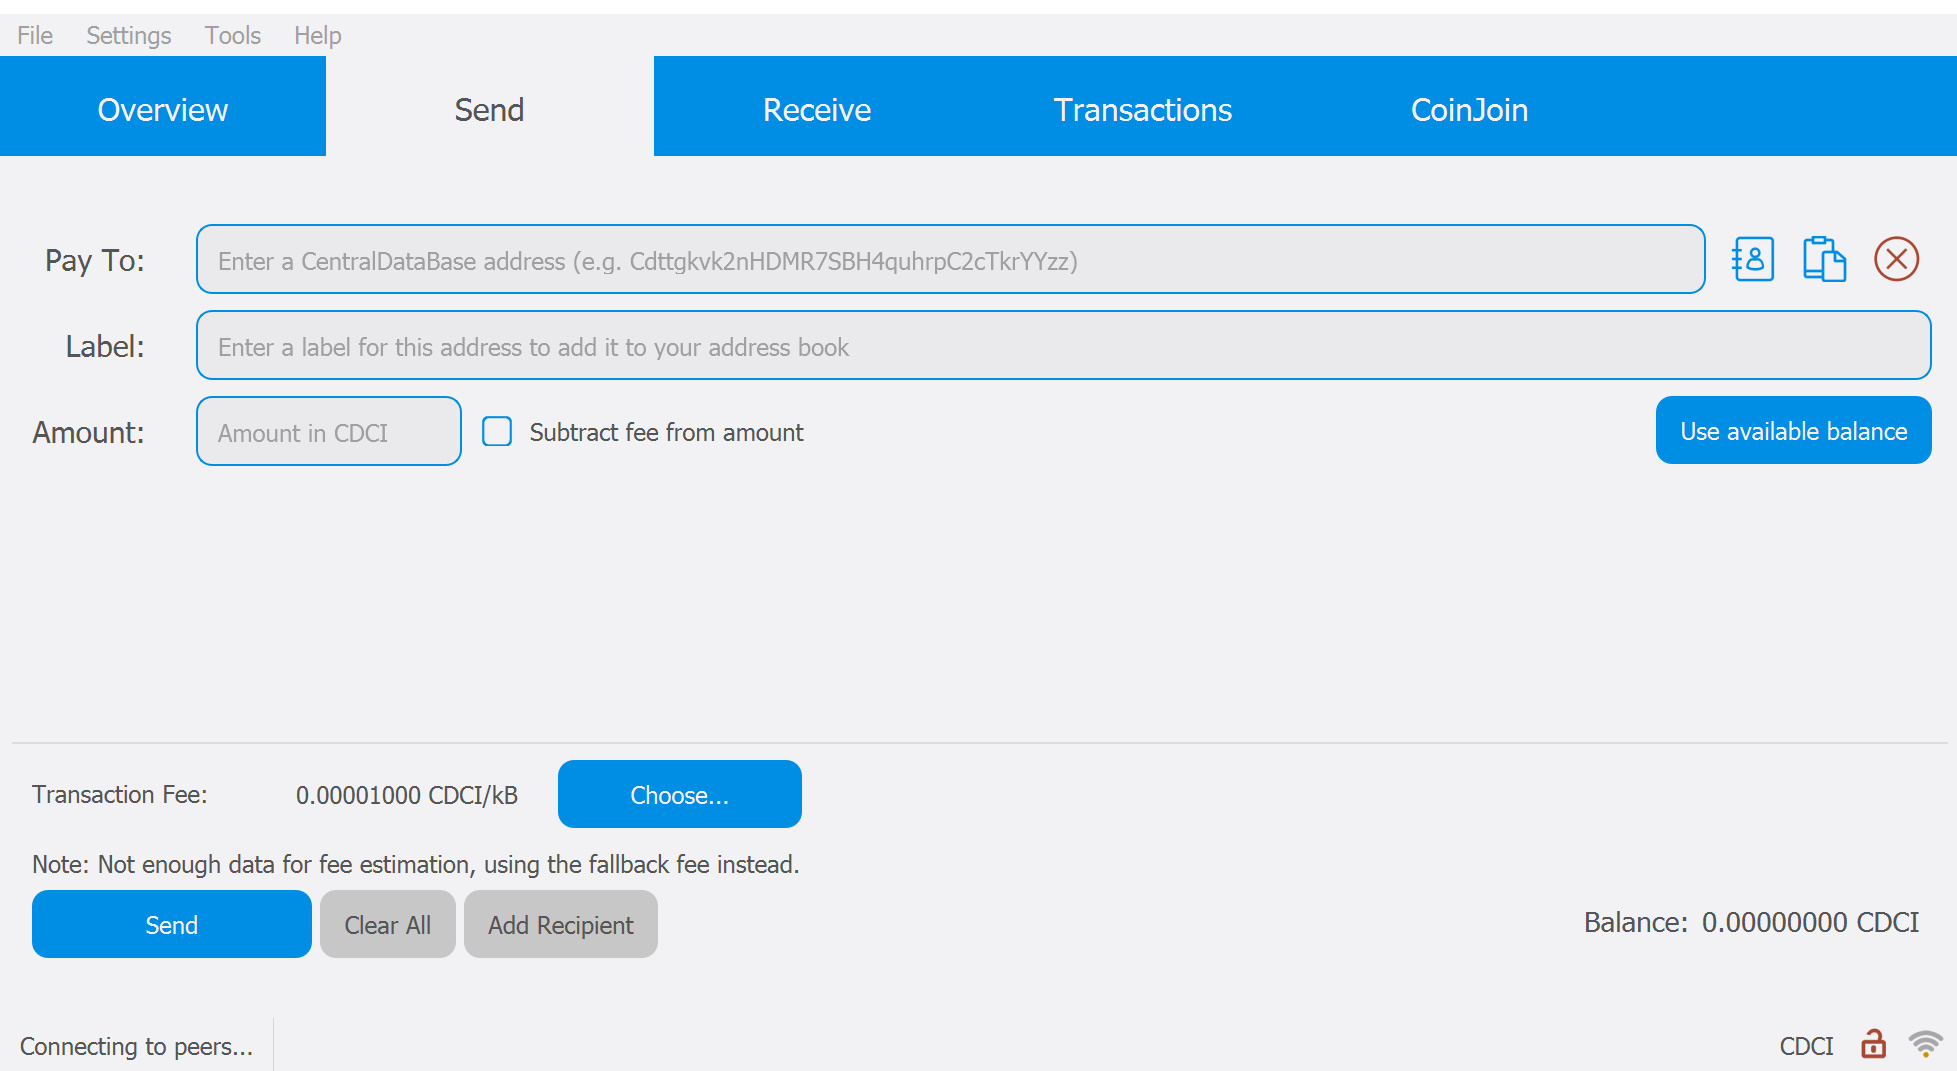 File Settings Tools Help
Overview Send Receive Transactions CoinJoin
Pay To: Enter a CentralDataBase address (e.g. Cdttgkvk2nHDMR7SBH4quhrpC2cTkrYYzz)
Label: Enter a label for this address to add it to your address book
Amount: Amount in CDCI Subtract fee from amount Use available balance
Transaction Fee: 0.00001000 CDCI/kB Choose...
Note: Not enough data for fee estimation, using the fallback fee instead.
Send Clear All Add Recipient Balance: 0.00000000 CDCI
Connecting to peers... CDCI